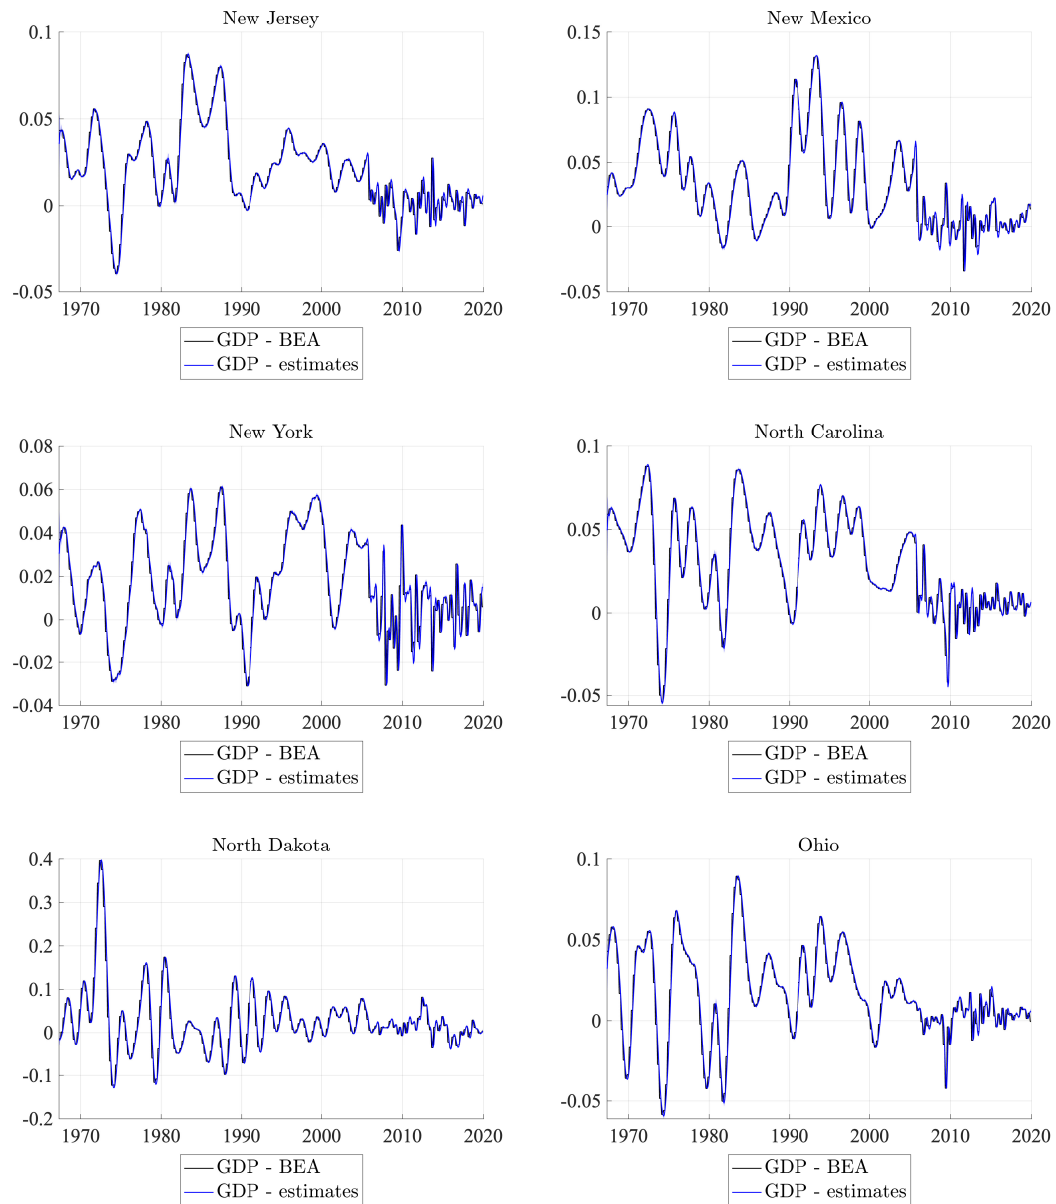 New Jersey
0.1
0.05
0
-0.05
1970 1980 1990 2000 2010 2020
GDP - BEA
GDP - estimates
New Mexico
0.15
0.1
0.05
0
-0.05
1970 1980 1990 2000 2010 2020
GDP - BEA
GDP - estimates
New York
0.08
0.06
0.04
0.02
0
-0.02
-0.04
1970 1980 1990 2000 2010 2020
GDP - BEA
GDP - estimates
North Carolina
0.1
0.05
0
-0.05
1970 1980 1990 2000 2010 2020
GDP - BEA
GDP - estimates
North Dakota
0.4
0.3
0.2
0.1
0
-0.1
-0.2
1970 1980 1990 2000 2010 2020
GDP - BEA
GDP - estimates
Ohio
0.1
0.05
0
-0.05
1970 1980 1990 2000 2010 2020
GDP - BEA
GDP - estimates